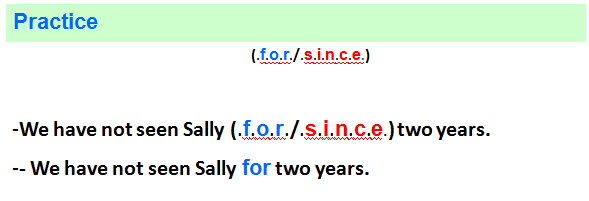 Practice
(.f.o.r./.s.i.n.c.e.)
-We have not seen Sally (.f.o.r./.s.i.n.c.e.) two years.
-- We have not seen Sally for two years.